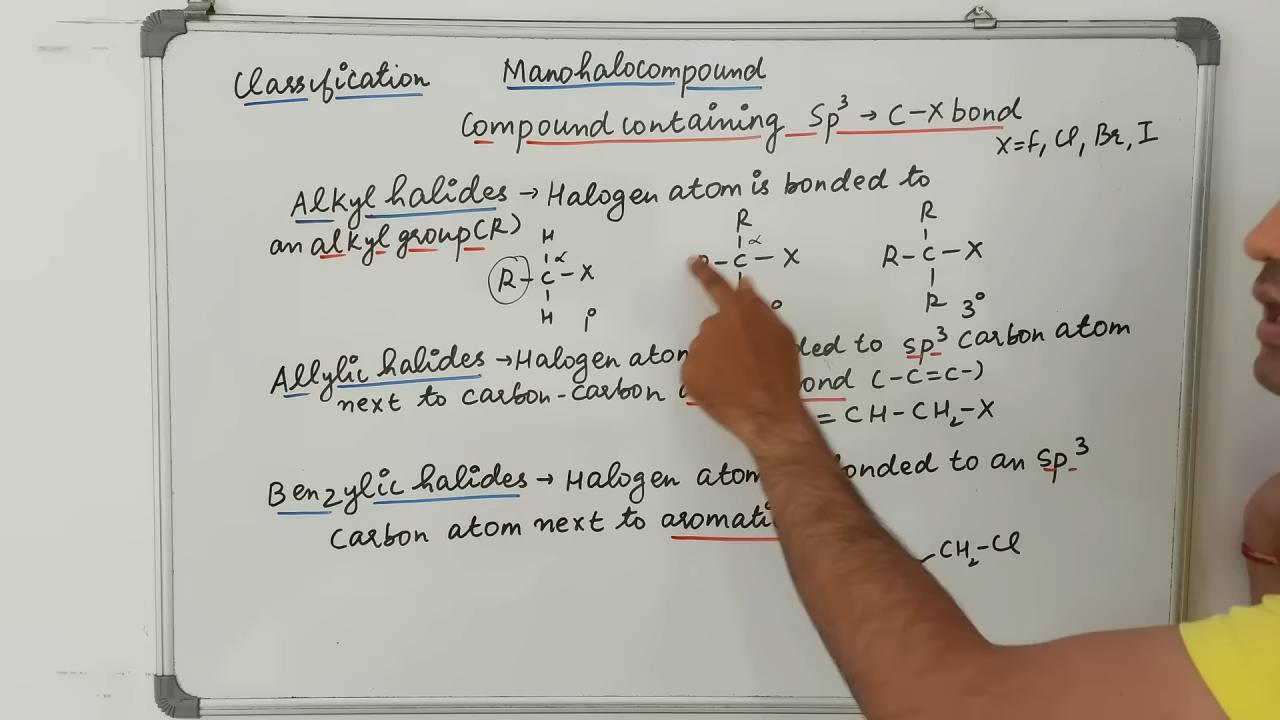 Classification Manohalocompound
Compound containing Sp³ → C-X bond
X=F, Cl, Br, I
Alkyl halides → Halogen atom is bonded to
an alkyl group(R)
H R R
α α
R-C-X C-X R-C-X
H R
1° ° 3°
Allylic halides → Halogen atom to sp³ carbon atom
next to carbon-carbon bond (-C=C-)
=CH-CH₂-X
Benzylic halides → Halogen atom bonded to an sp³
carbon atom next to
CH₂-Cl